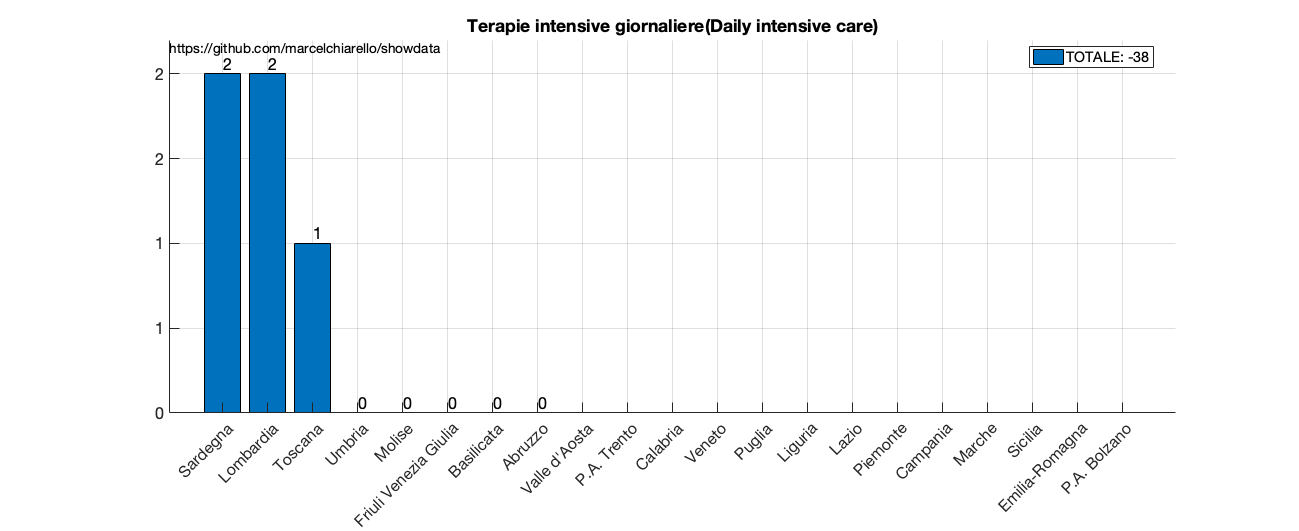 Terapie intensive giornaliere(Daily intensive care)
https://github.com/marcelchiarello/showdata
TOTALE: -38
2
2
1
1
0
2
2
1
0
0
0
0
0
Sardegna
Lombardia
Toscana
Umbria
Molise
Friuli Venezia Giulia
Basilicata
Abruzzo
Valle d'Aosta
P.A. Trento
Calabria
Veneto
Puglia
Liguria
Lazio
Piemonte
Campania
Marche
Sicilia
Emilia-Romagna
P.A. Bolzano